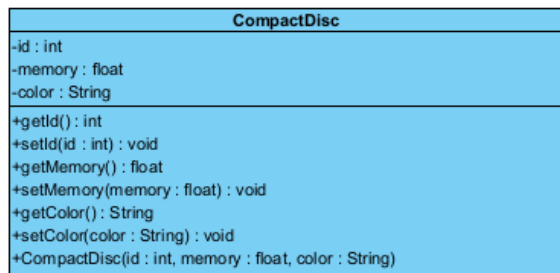 CompactDisc
-id : int
-memory : float
-color : String
+getId() : int
+setId(id : int) : void
+getMemory() : float
+setMemory(memory : float) : void
+getColor() : String
+setColor(color : String) : void
+CompactDisc(id : int, memory : float, color : String)